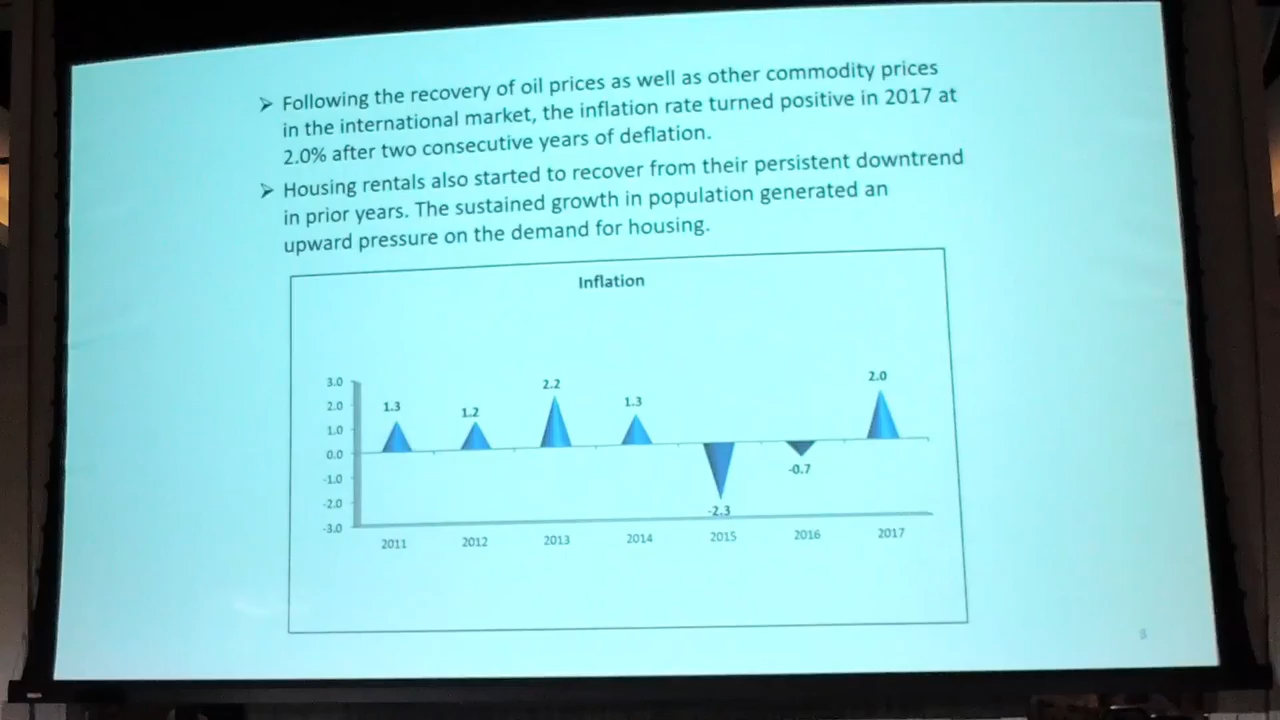 ➢ Following the recovery of oil prices as well as other commodity prices
in the international market, the inflation rate turned positive in 2017 at
2.0% after two consecutive years of deflation.
➢ Housing rentals also started to recover from their persistent downtrend
in prior years. The sustained growth in population generated an
upward pressure on the demand for housing.
Inflation
3.0
2.0
1.0
0.0
-1.0
-2.0
-3.0
1.3
1.2
2.2
1.3
-2.3
-0.7
2.0
2011 2012 2013 2014 2015 2016 2017